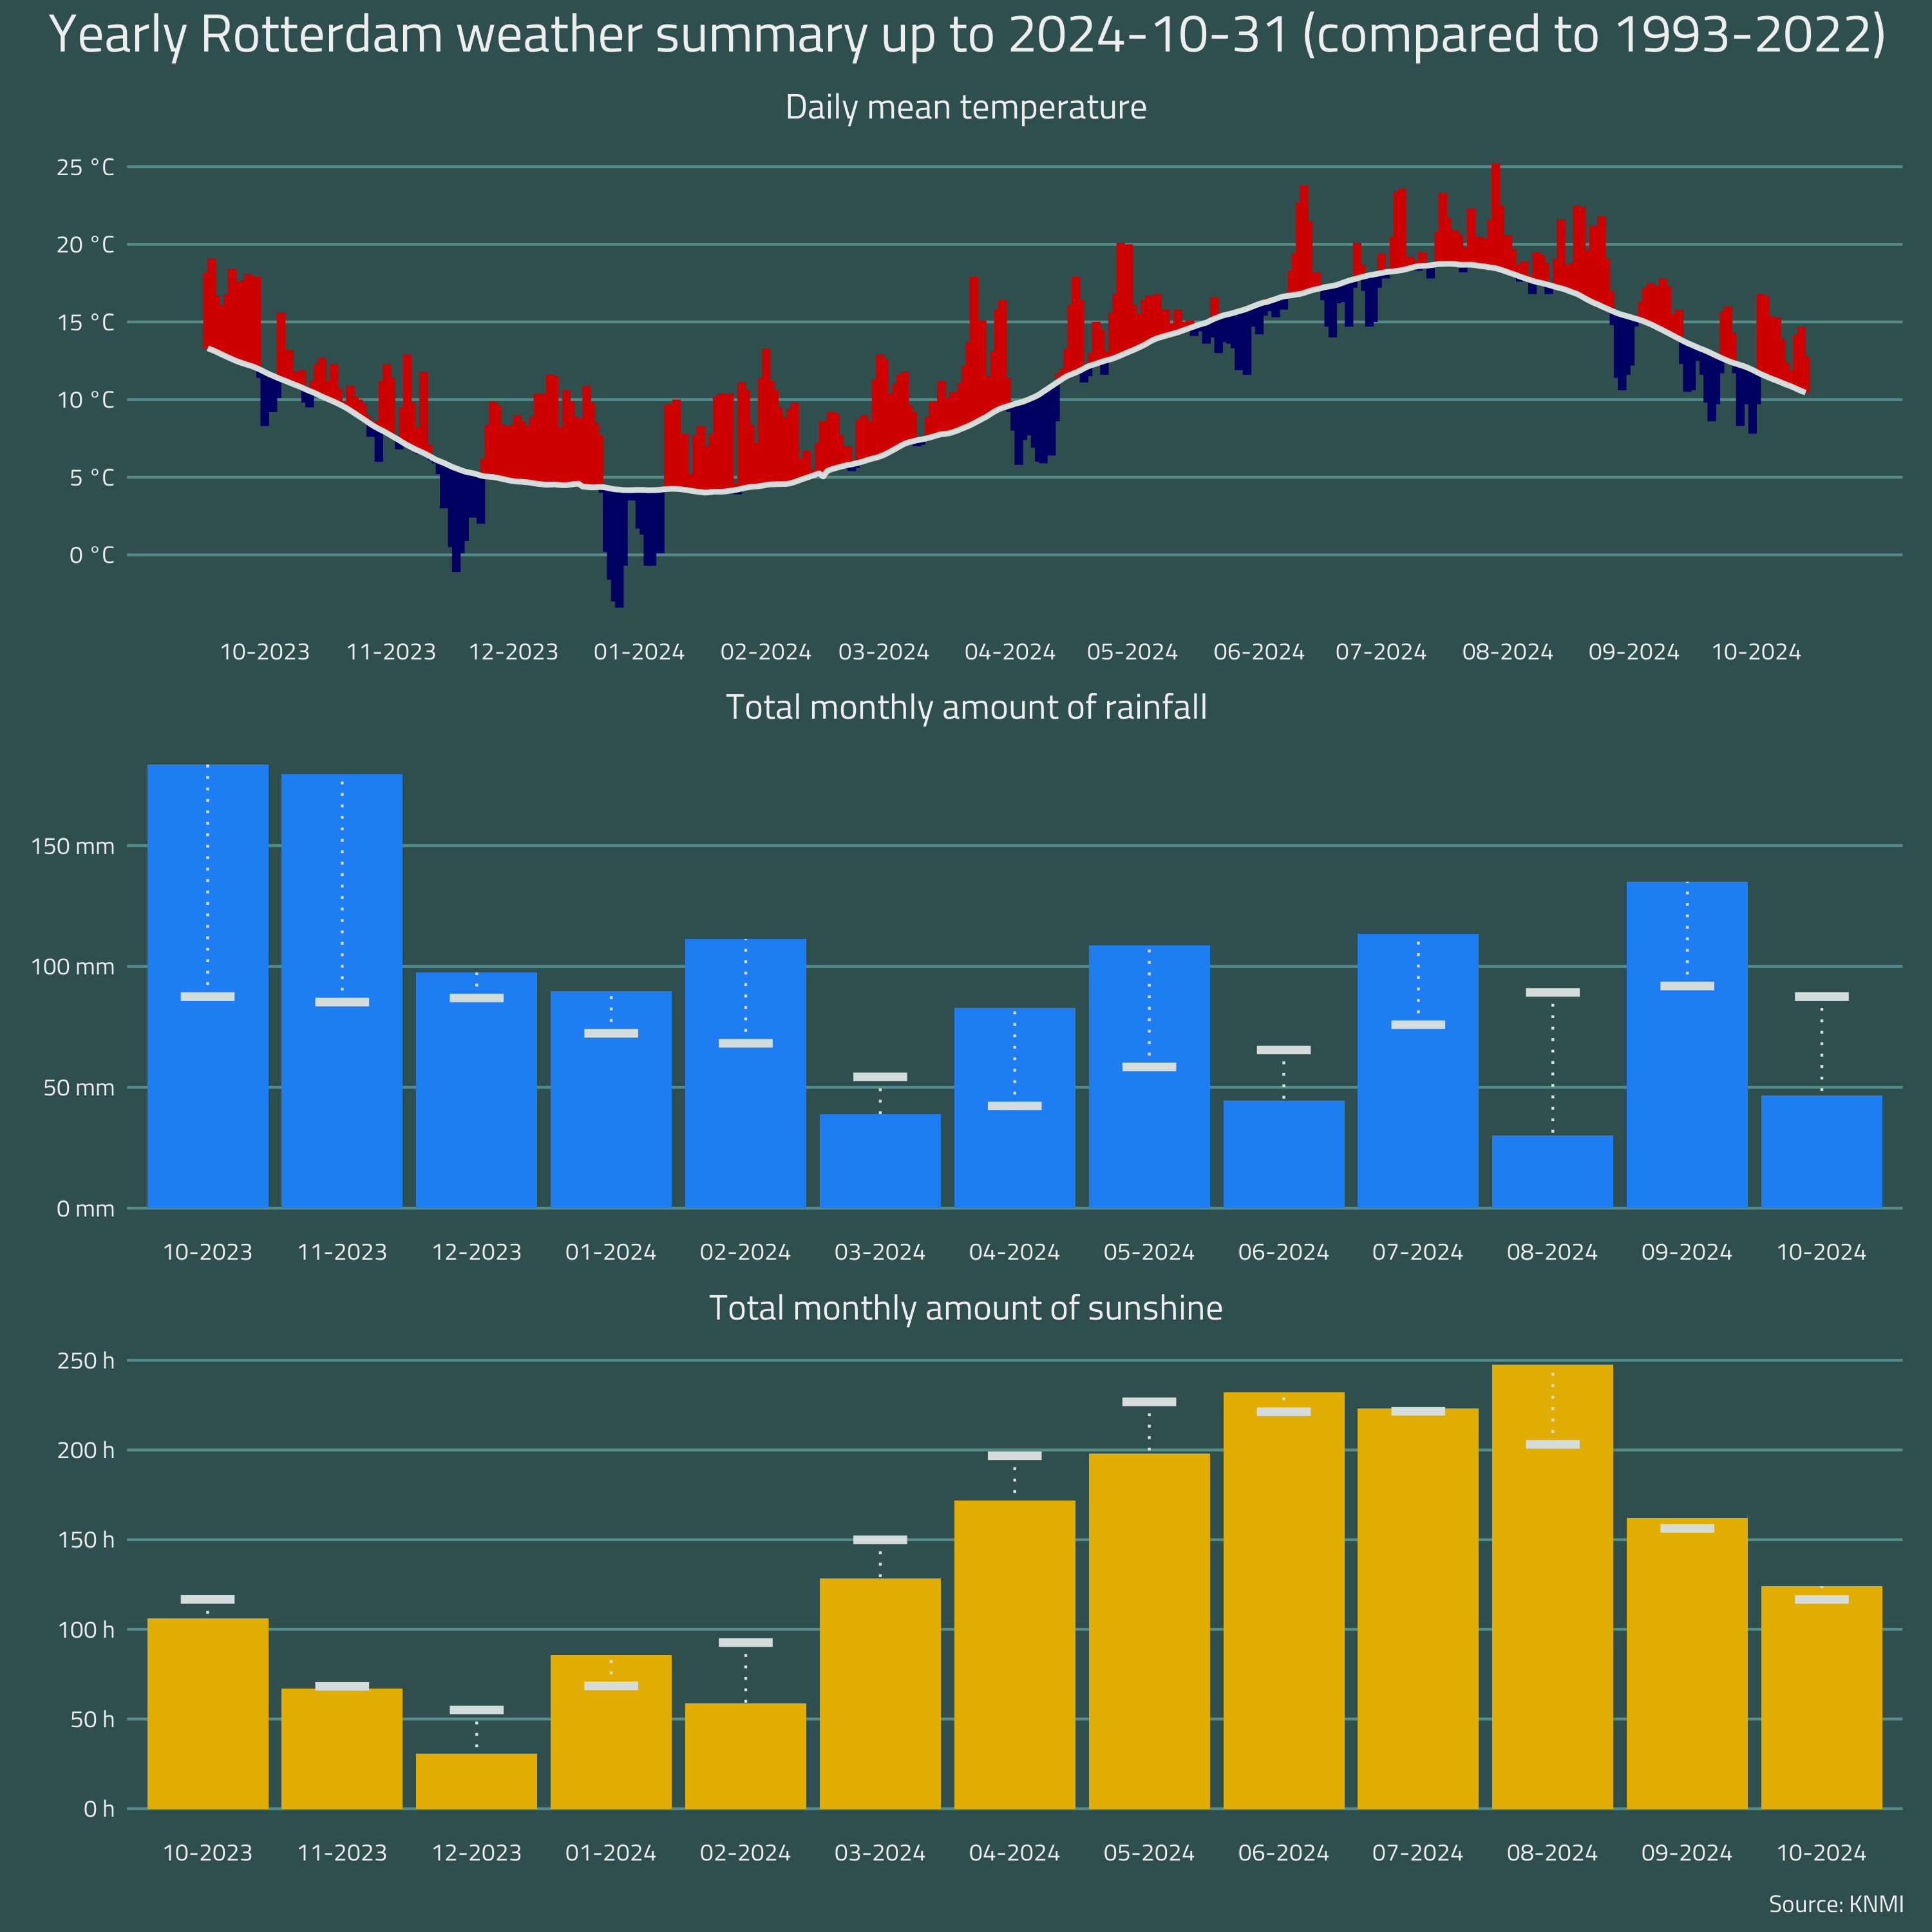 Yearly Rotterdam weather summary up to 2024-10-31 (compared to 1993-2022)
Daily mean temperature
25 °C
20 °C
15 °C
10 °C
5 °C
0 °C
10-2023 11-2023 12-2023 01-2024 02-2024 03-2024 04-2024 05-2024 06-2024 07-2024 08-2024 09-2024 10-2024
Total monthly amount of rainfall
150 mm
100 mm
50 mm
0 mm
10-2023 11-2023 12-2023 01-2024 02-2024 03-2024 04-2024 05-2024 06-2024 07-2024 08-2024 09-2024 10-2024
Total monthly amount of sunshine
250 h
200 h
150 h
100 h
50 h
0 h
10-2023 11-2023 12-2023 01-2024 02-2024 03-2024 04-2024 05-2024 06-2024 07-2024 08-2024 09-2024 10-2024
Source: KNMI